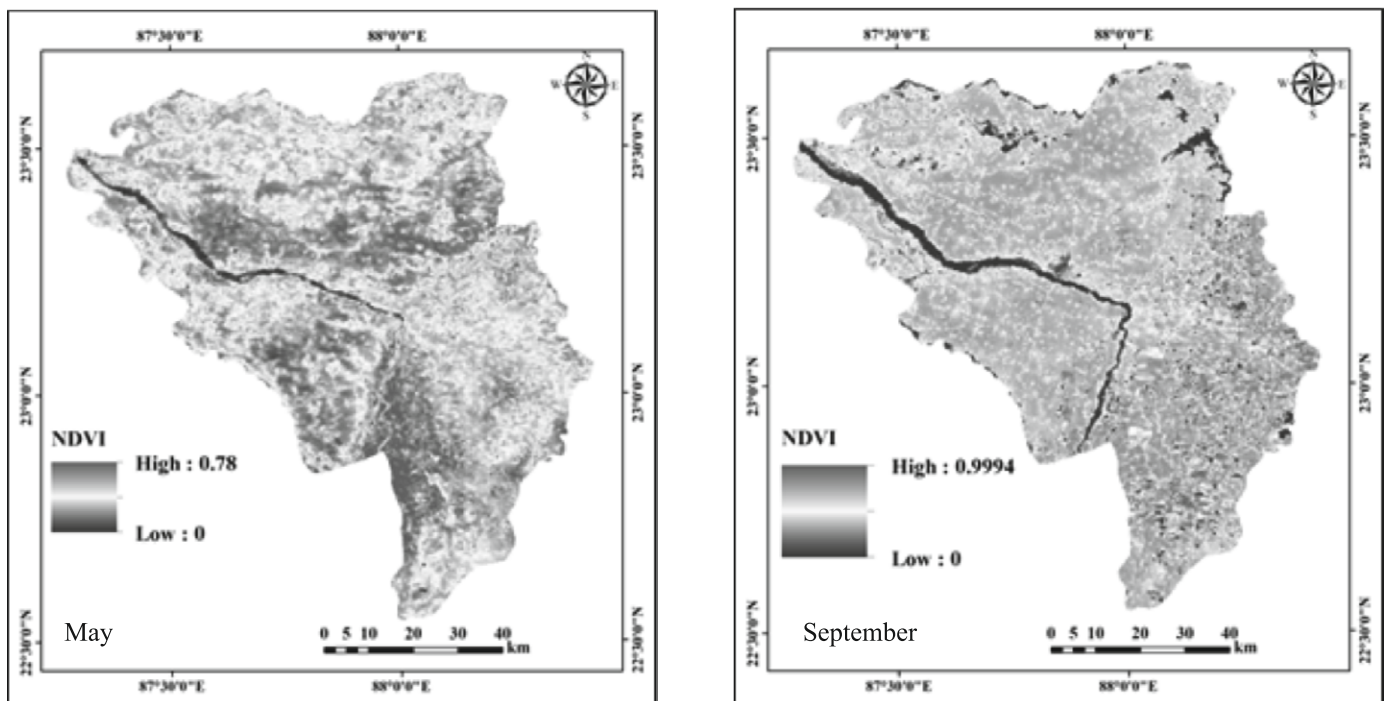 87°30'0"E 88°0'0"E
N
W E
S
23°30'0"N 23°30'0"N
23°0'0"N 23°0'0"N
NDVI
High : 0.78
Low : 0
May
0 5 10 20 30 40
km
22°30'0"N 22°30'0"N
87°30'0"E 88°0'0"E
87°30'0"E 88°0'0"E
N
W E
S
23°30'0"N 23°30'0"N
23°0'0"N 23°0'0"N
NDVI
High : 0.9994
Low : 0
September
0 5 10 20 30 40
km
22°30'0"N 22°30'0"N
87°30'0"E 88°0'0"E